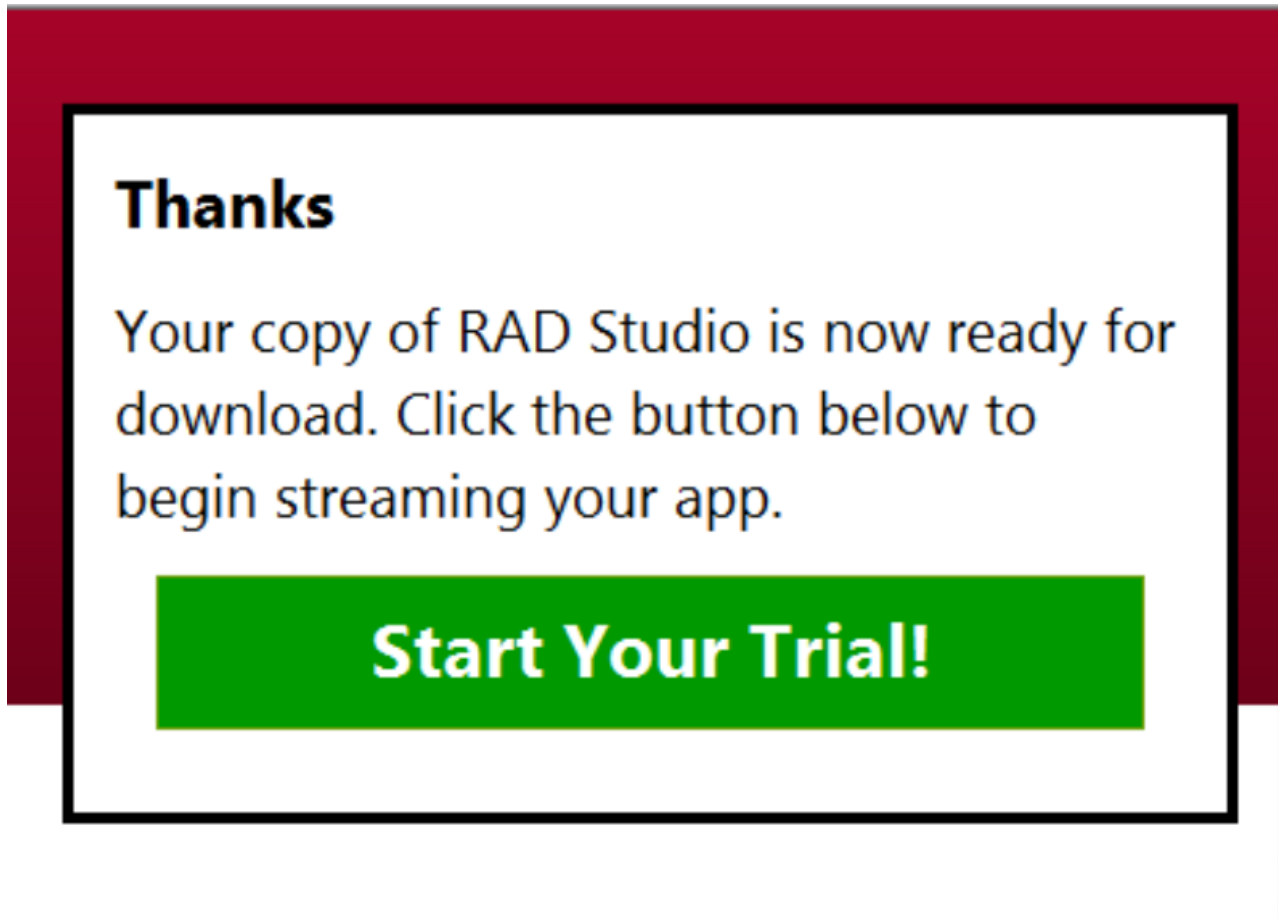 Thanks
Your copy of RAD Studio is now ready for
download. Click the button below to
begin streaming your app.
Start Your Trial!